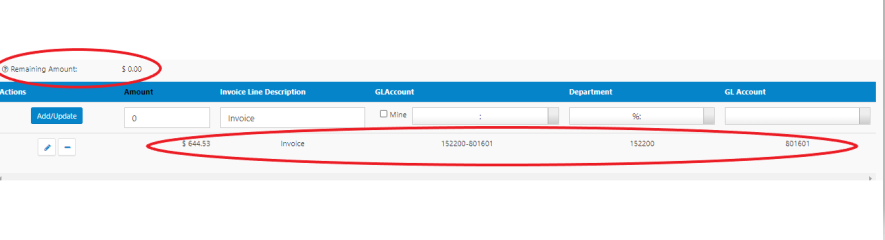 Remaining Amount: $ 0.00
Actions Amount Invoice Line Description GLAccount Department GL Account
Add/Update 0 Invoice Mine : %:
$ 644.53 Invoice 152200-801601 152200 801601